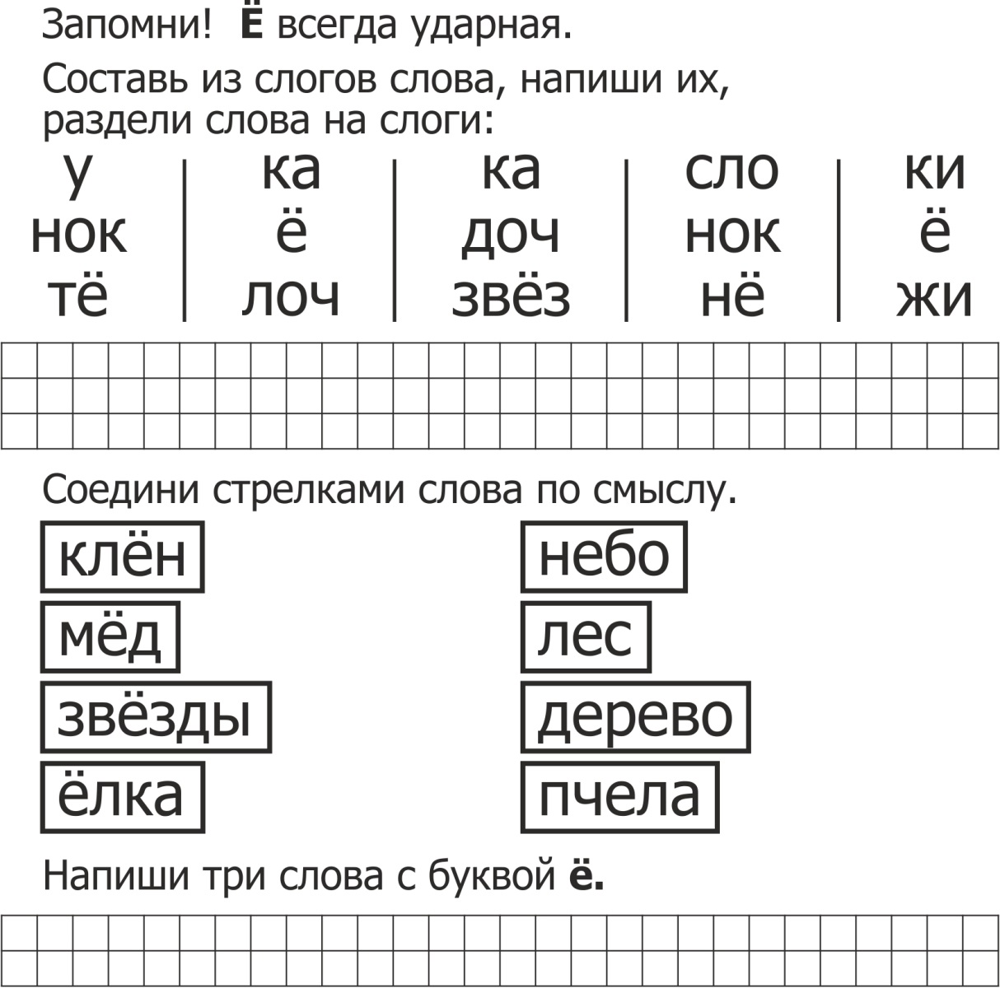 Запомни! Ё всегда ударная.
Составь из слогов слова, напиши их,
раздели слова на слоги:
у ка ка сло ки
нок ё доч нок ё
тё лоч звёз нё жи
Соедини стрелками слова по смыслу.
клён небо
мёд лес
звёзды дерево
ёлка пчела
Напиши три слова с буквой ё.